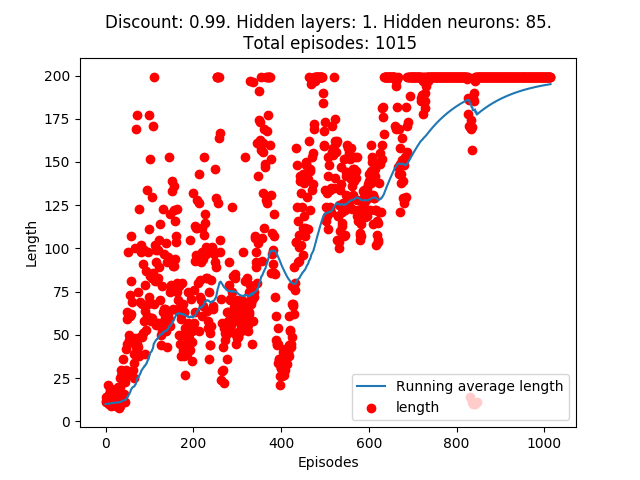 Discount: 0.99. Hidden layers: 1. Hidden neurons: 85.
Total episodes: 1015
200
175
150
125
100
75
50
25
0
Length
0
200
400
600
800
1000
Episodes
Running average length
length